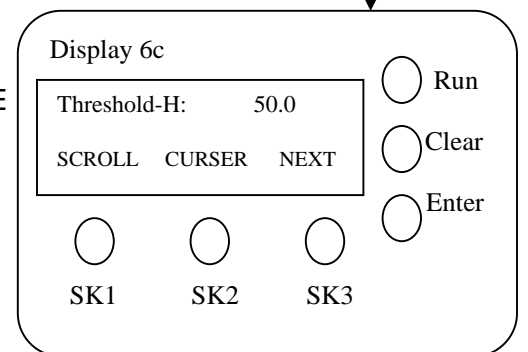 Display 6c
E
Threshold-H: 50.0
SCROLL CURSER NEXT
Run
Clear
Enter
SK1 SK2 SK3